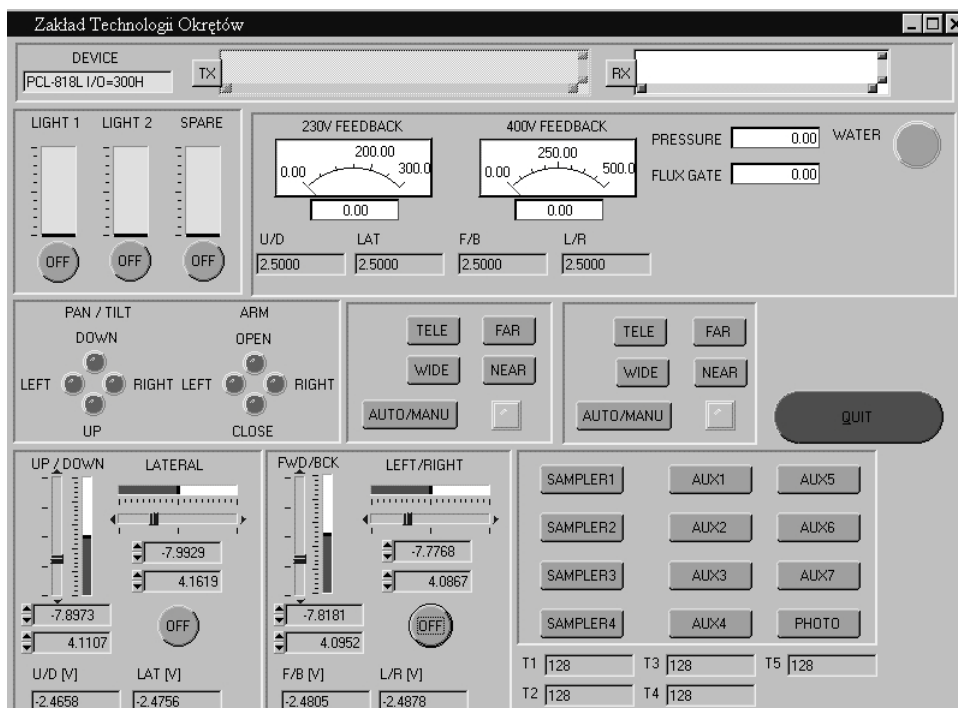 Zakład Technologii Okrętów
DEVICE
PCL-818L I/O=300H
TX
RX
LIGHT 1 LIGHT 2 SPARE
OFF OFF OFF
230V FEEDBACK
0.00 200.00 300.0
0.00
400V FEEDBACK
0.00 250.00 500.0
0.00
PRESSURE 0.00
FLUX GATE 0.00
WATER
U/D LAT F/B L/R
2.5000 2.5000 2.5000 2.5000
PAN / TILT
DOWN
LEFT RIGHT
UP
ARM
OPEN
LEFT RIGHT
CLOSE
TELE FAR
WIDE NEAR
AUTO/MANU
TELE FAR
WIDE NEAR
AUTO/MANU
QUIT
UP / DOWN LATERAL
-7.9929
4.1619
-7.8973
4.1107
OFF
U/D [V] LAT [V]
-2.4658 -2.4756
FWD/BCK LEFT/RIGHT
-7.7768
4.0867
-7.8181
4.0952
OFF
F/B [V] L/R [V]
-2.4805 -2.4878
SAMPLER1 AUX1 AUX5
SAMPLER2 AUX2 AUX6
SAMPLER3 AUX3 AUX7
SAMPLER4 AUX4 PHOTO
T1 128 T3 128 T5 128
T2 128 T4 128